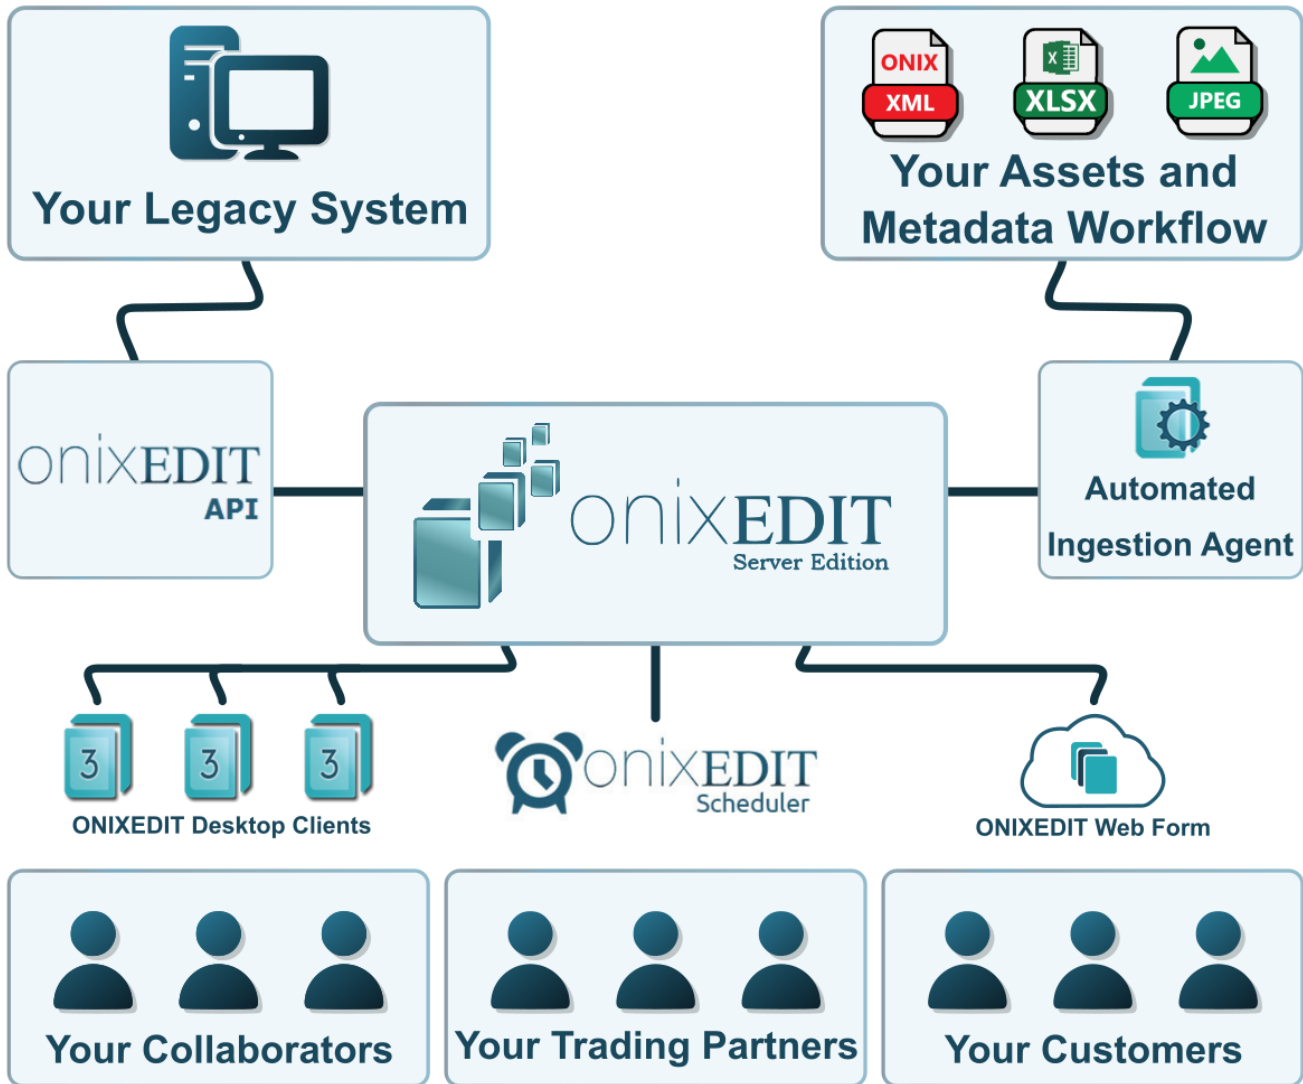 Your Legacy System
ONIX
XML
X
XLSX
JPEG
Your Assets and
Metadata Workflow
onixEDIT
API
onixEDIT
Server Edition
Automated
Ingestion Agent
3
3
3
ONIXEDIT Desktop Clients
onixEDIT
Scheduler
ONIXEDIT Web Form
Your Collaborators
Your Trading Partners
Your Customers